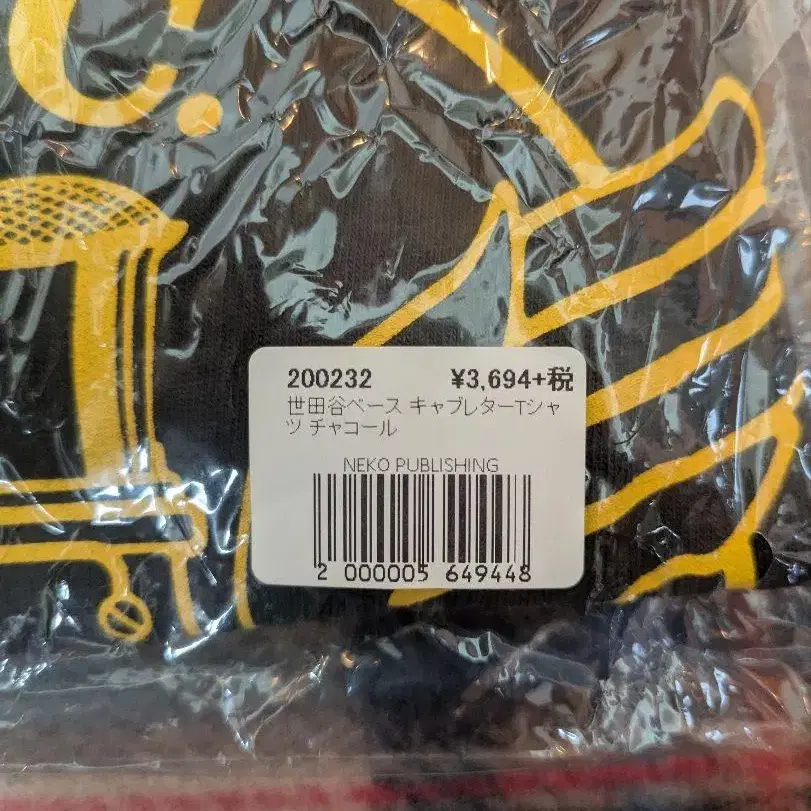 C.
200232 ¥3,694+税
世田谷ベース キャブレターTシャ
ツ チャコール
NEKO PUBLISHING
2 000005 649448